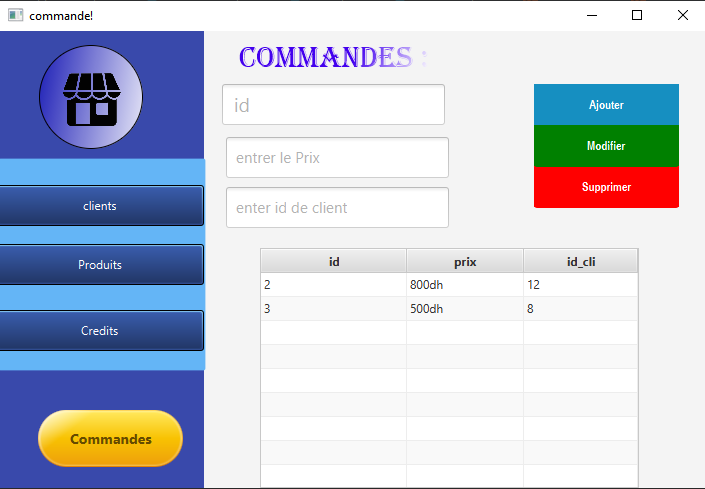 commande!
COMMANDES :
id
entrer le Prix
enter id de client
Ajouter
Modifier
Supprimer
clients
Produits
Credits
Commandes
id prix id_cli
2 800dh 12
3 500dh 8